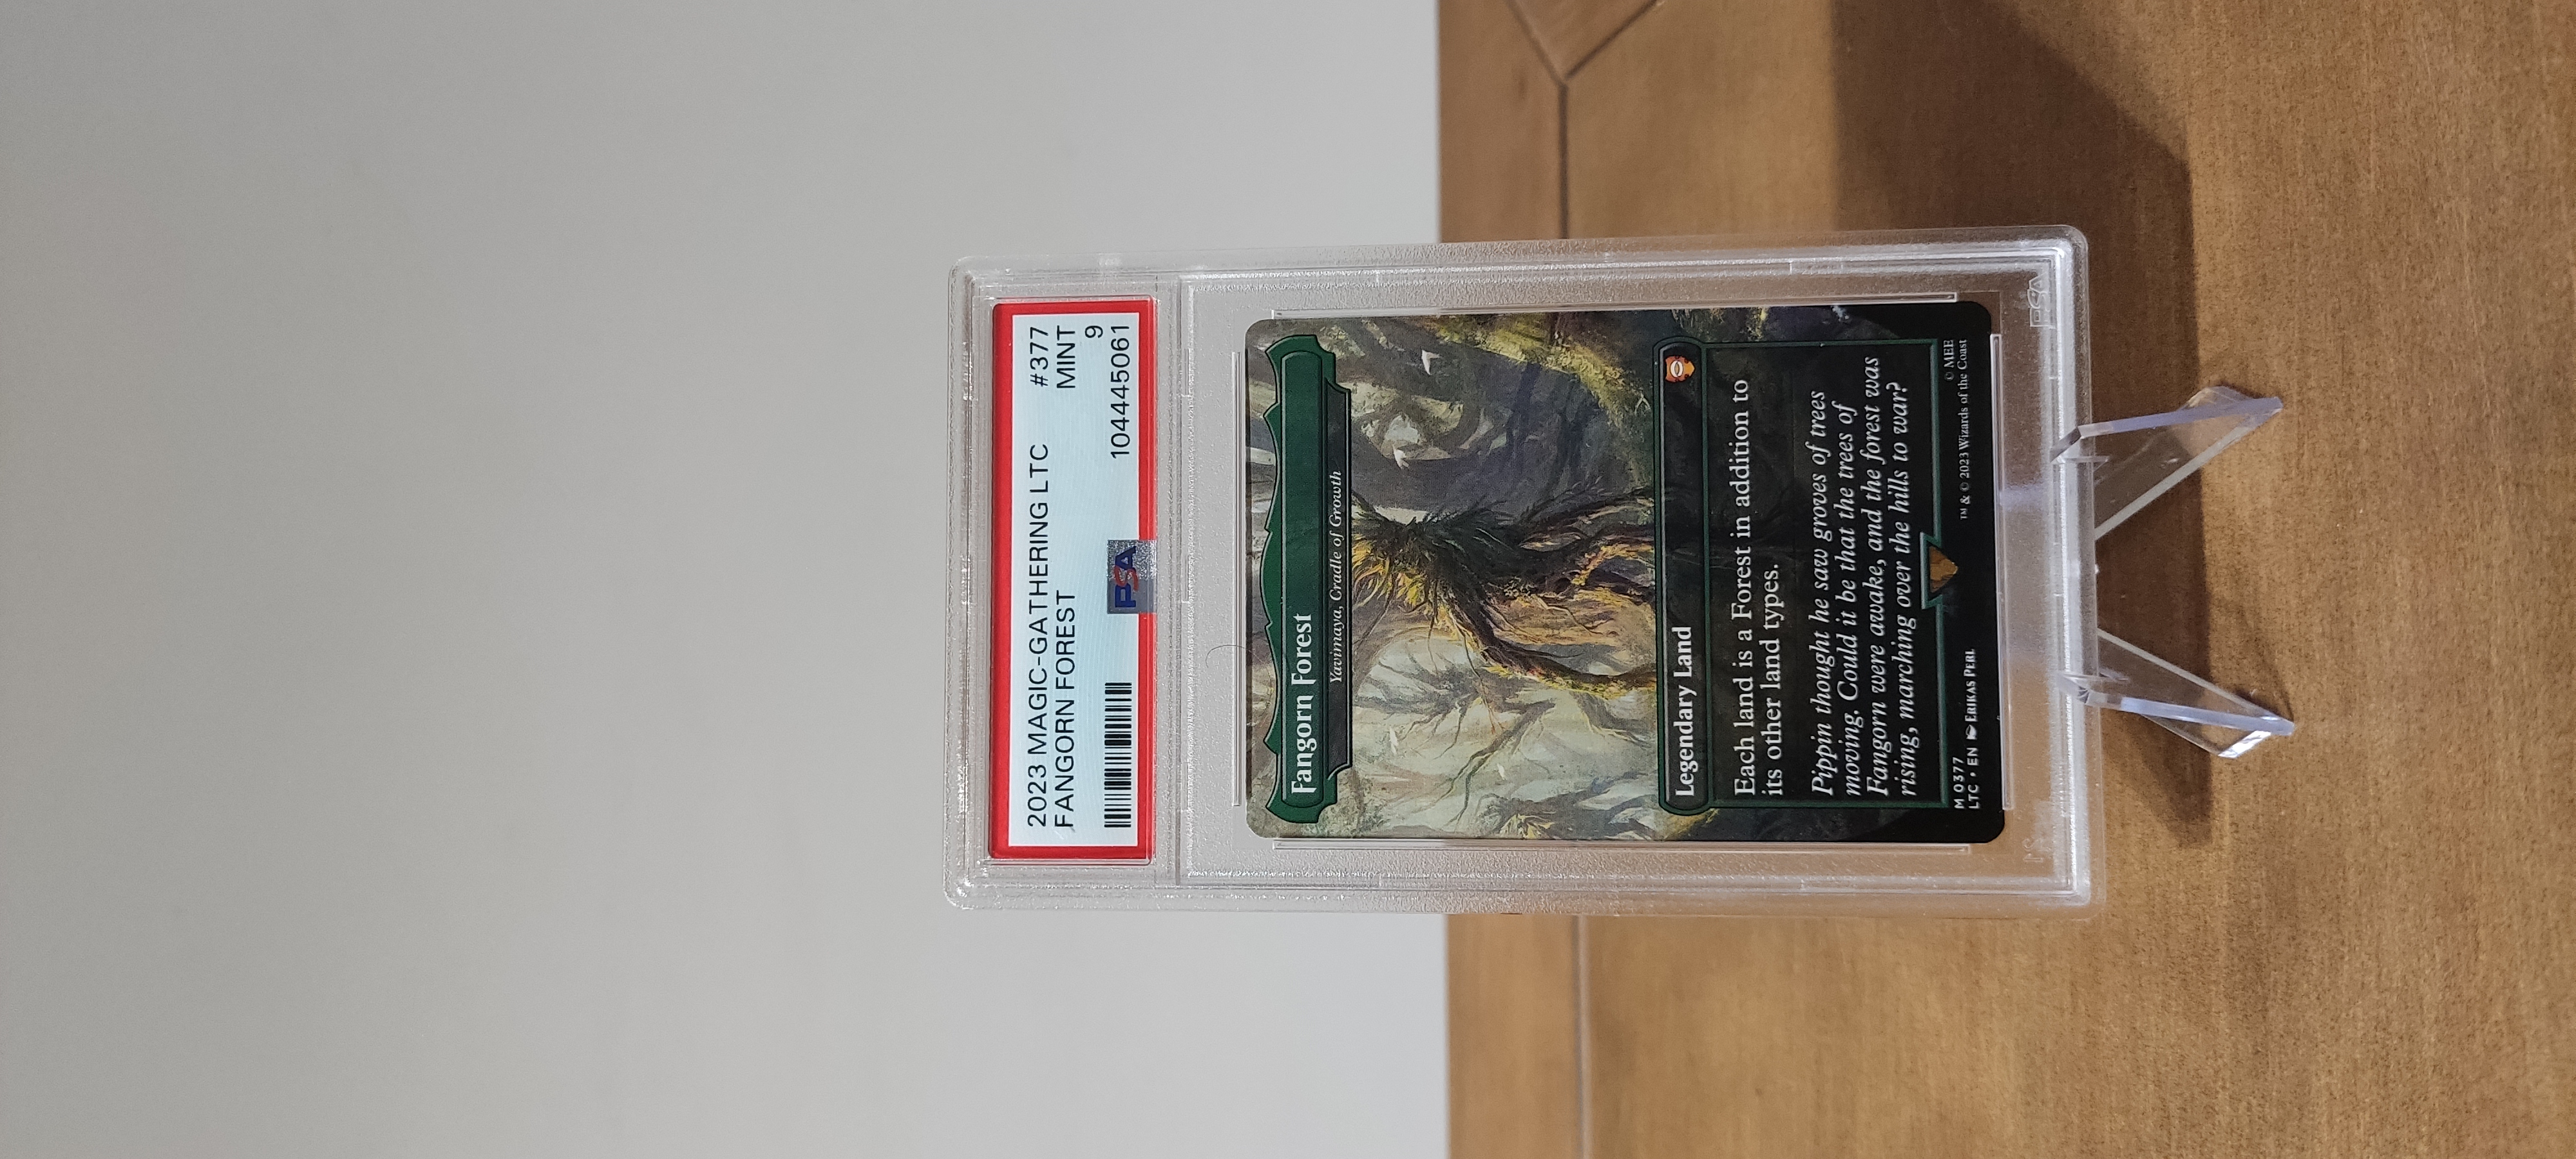 2023 MAGIC-GATHERING LTC #377
FANGORN FOREST MINT
9
PSA
104445061
Fangorn Forest
Yavimaya, Cradle of Growth
Legendary Land
Each land is a Forest in addition to
its other land types.
Pippin thought he saw groves of trees
moving. Could it be that the trees of
Fangorn were awake, and the forest was
rising, marching over the hills to war?
M 0377 © MEE
LTC • EN ERIKAS PERL ™ & © 2023 Wizards of the Coast
PSA